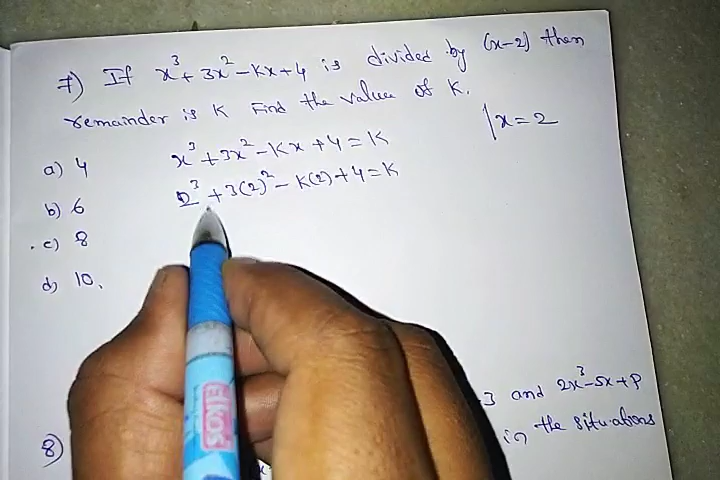 7) If x³+3x²-Kx+4 is divided by (x-2) then
remainder is K Find the value of K.
|x=2
a) 4
x³+3x²-Kx+4=K
b) 6
2³+3(2)²-K(2)+4=K
c) 8
d) 10.
3 and 2x³-5x+P
8)
in the situations
ELKOS